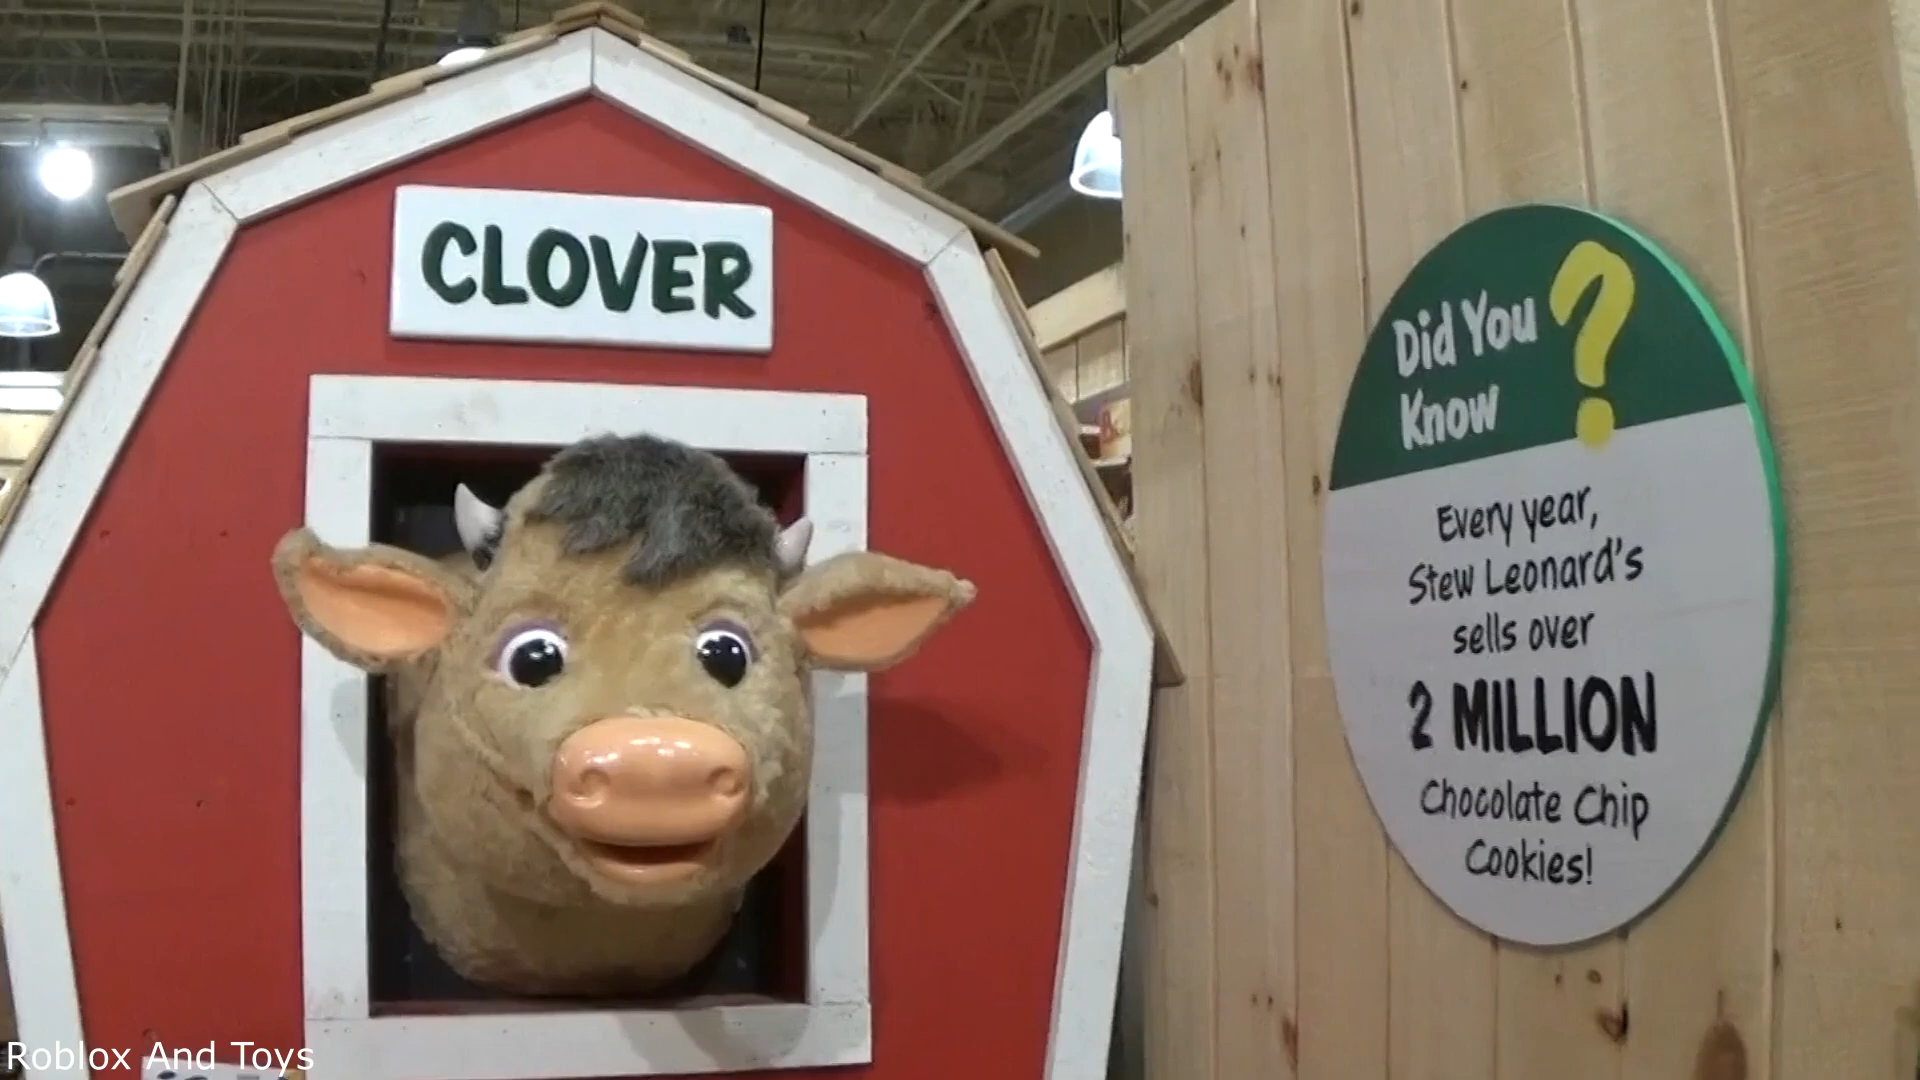 CLOVER
Did You
Know ?
Every year,
Stew Leonard's
sells over
2 MILLION
Chocolate Chip
Cookies!
Roblox And Toys